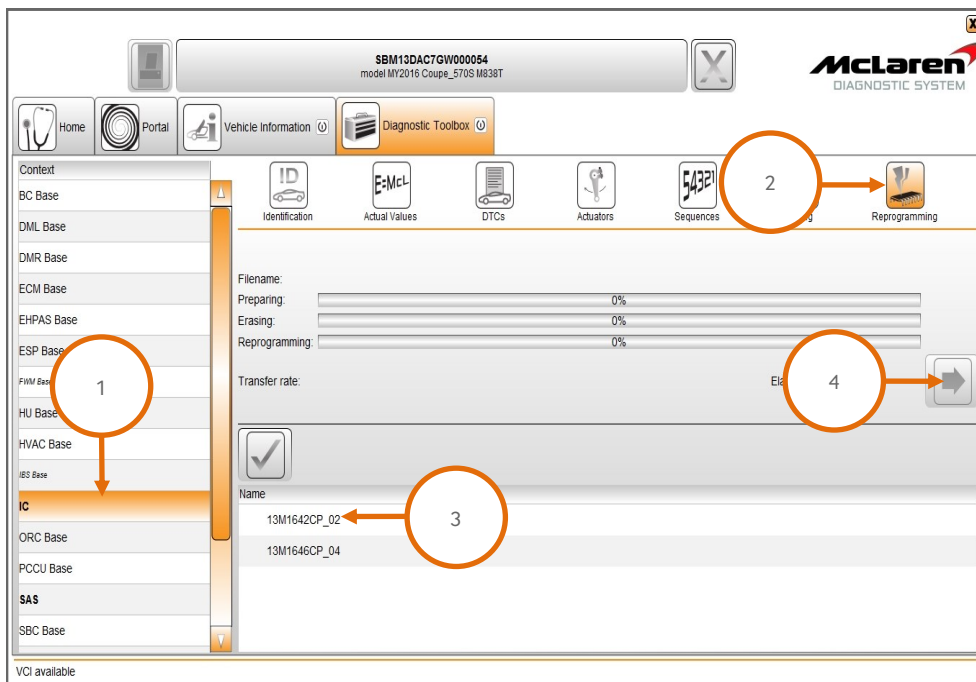 X
SBM13DAC7GW000054
model MY2016 Coupe_570S M838T
X
McLaren
DIAGNOSTIC SYSTEM
Home
Portal
Vehicle Information
Diagnostic Toolbox
Context
BC Base
DML Base
DMR Base
ECM Base
EHPAS Base
ESP Base
FWM Base
HU Base
HVAC Base
IBS Base
IC
ORC Base
PCCU Base
SAS
SBC Base
1
ID
Identification
E=McL
Actual Values
DTCs
Actuators
54321
Sequences
2
Reprogramming
Filename:
Preparing:
0%
Erasing:
0%
Reprogramming:
0%
Transfer rate:
4
Name
13M1642CP_02
3
13M1646CP_04
VCI available